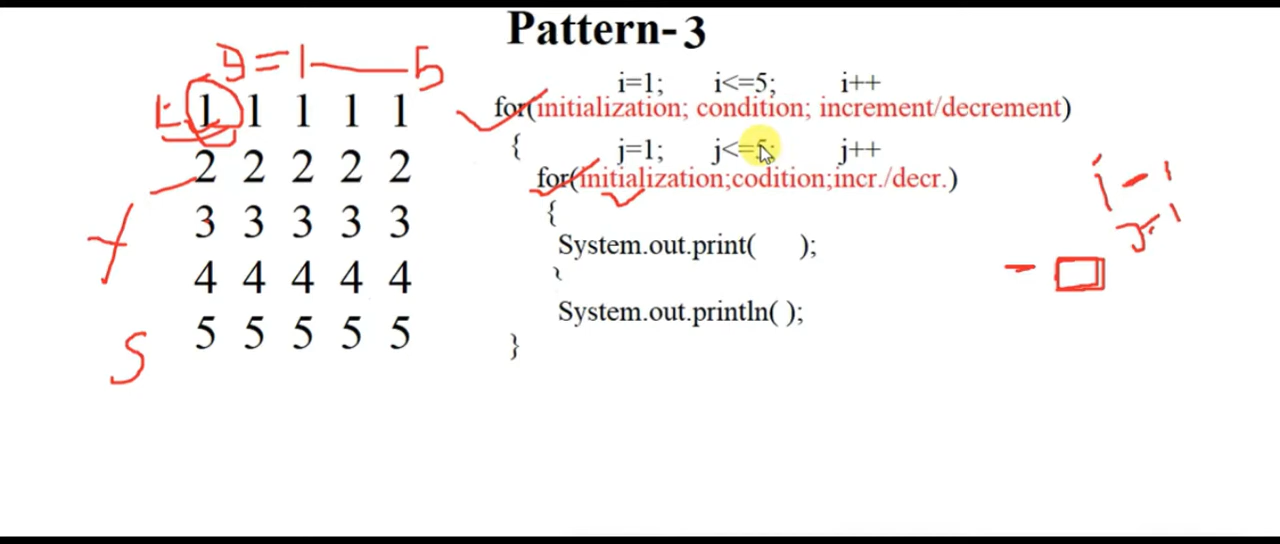 Pattern-3
j = 1 5
i=1; i<=5; i++
i 1 1 1 1 1
for(initialization; condition; increment/decrement)
{ j=1; j<=5; j++
2 2 2 2 2
for(initialization;codition;incr./decr.)
i - 1
3 3 3 3 3
{
j-1
System.out.print( );
4 4 4 4 4
}
System.out.println( );
5 5 5 5 5
5
}